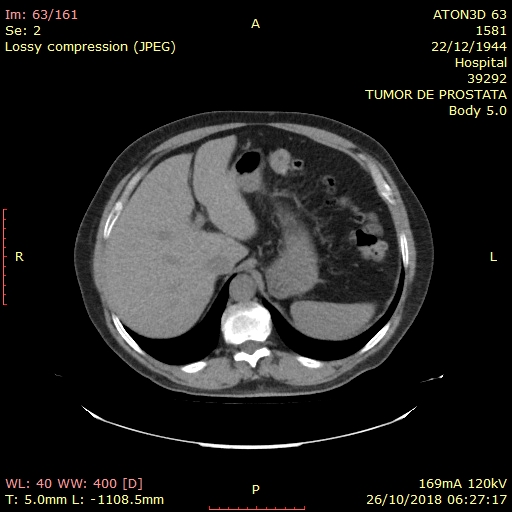 Im: 63/161
Se: 2
Lossy compression (JPEG)
A
ATON3D 63
1581
22/12/1944
Hospital
39292
TUMOR DE PROSTATA
Body 5.0
R
L
WL: 40 WW: 400 [D]
T: 5.0mm L: -1108.5mm
P
169mA 120kV
26/10/2018 06:27:17